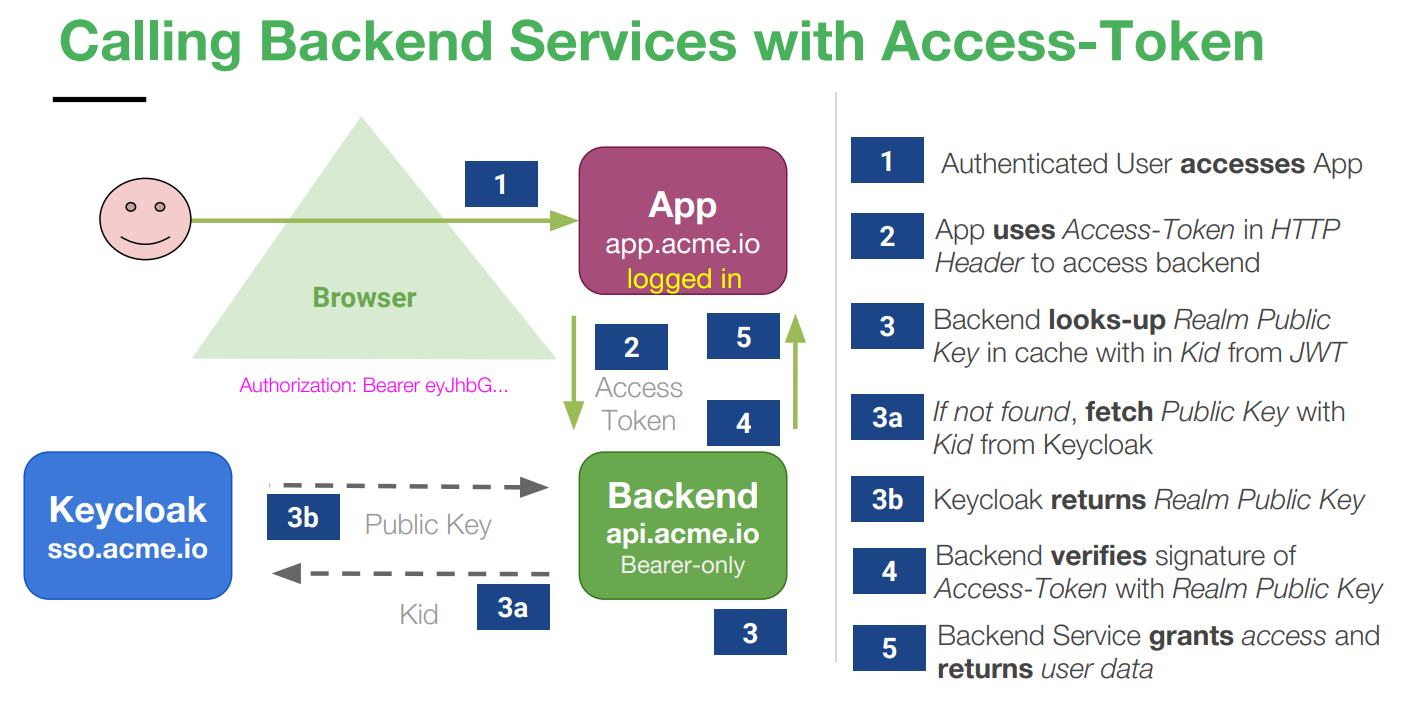 Calling Backend Services with Access-Token
1
App
app.acme.io
logged in
Browser
Authorization: Bearer eyJhbG...
2
Access
Token
5
4
Keycloak
sso.acme.io
3b
Public Key
Kid
3a
Backend
api.acme.io
Bearer-only
3
1
Authenticated User accesses App
2
App uses Access-Token in HTTP
Header to access backend
3
Backend looks-up Realm Public
Key in cache with in Kid from JWT
3a
If not found, fetch Public Key with
Kid from Keycloak
3b
Keycloak returns Realm Public Key
4
Backend verifies signature of
Access-Token with Realm Public Key
5
Backend Service grants access and
returns user data